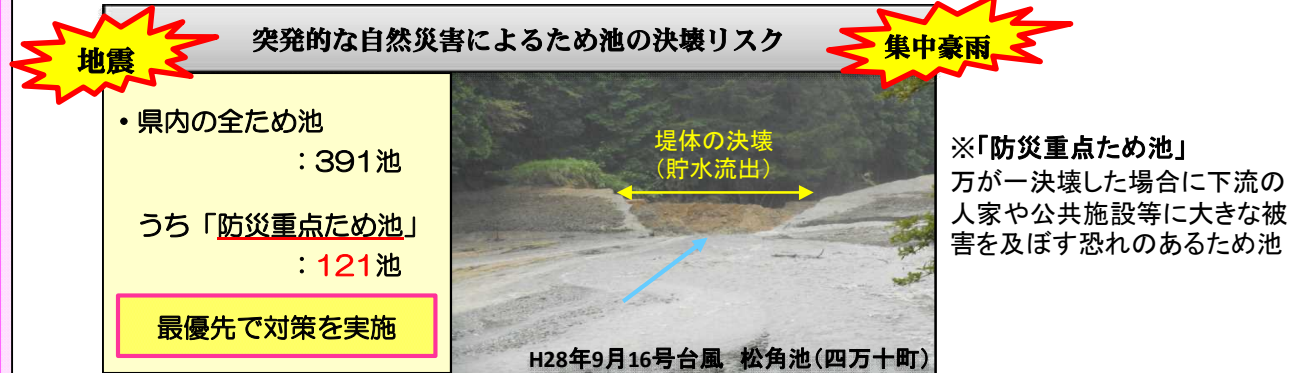 地震
突発的な自然災害によるため池の決壊リスク
集中豪雨
・県内の全ため池
：391池
うち「防災重点ため池」
：121池
最優先で対策を実施
堤体の決壊
（貯水流出）
H28年9月16号台風　松角池（四万十町）
※「防災重点ため池」
万が一決壊した場合に下流の
人家や公共施設等に大きな被
害を及ぼす恐れのあるため池